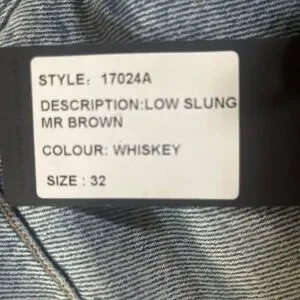 STYLE: 17024A
DESCRIPTION:LOW SLUNG
MR BROWN
COLOUR: WHISKEY
SIZE : 32